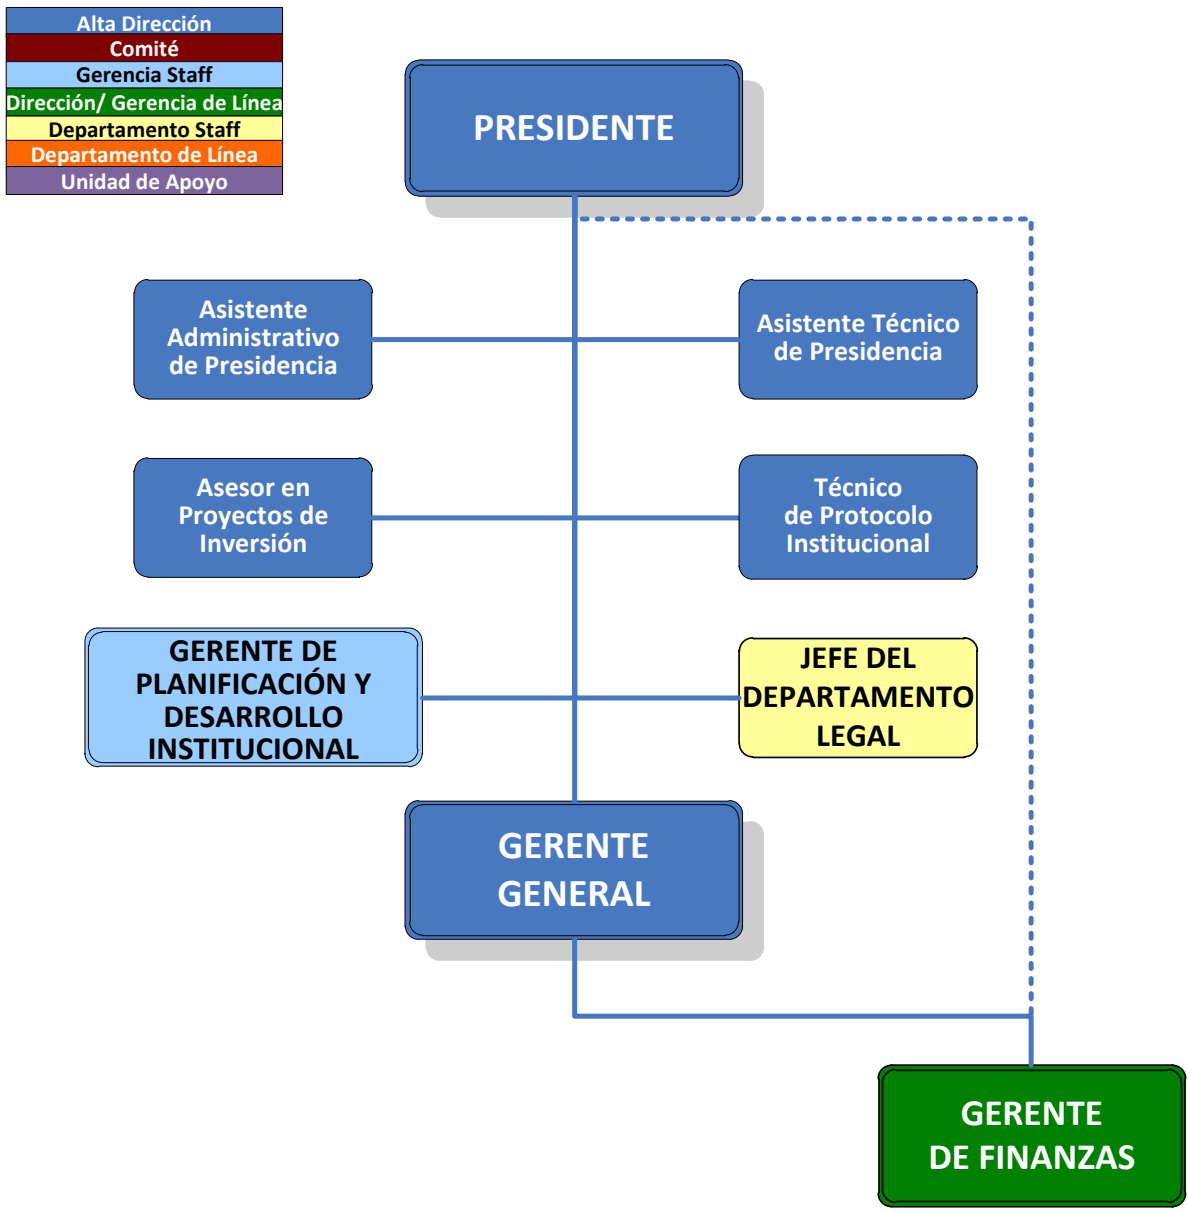 Alta Dirección
Comité
Gerencia Staff
Dirección/ Gerencia de Línea
Departamento Staff
Departamento de Línea
Unidad de Apoyo
PRESIDENTE
Asistente
Administrativo
de Presidencia
Asistente Técnico
de Presidencia
Asesor en
Proyectos de
Inversión
Técnico
de Protocolo
Institucional
GERENTE DE
PLANIFICACIÓN Y
DESARROLLO
INSTITUCIONAL
JEFE DEL
DEPARTAMENTO
LEGAL
GERENTE
GENERAL
GERENTE
DE FINANZAS